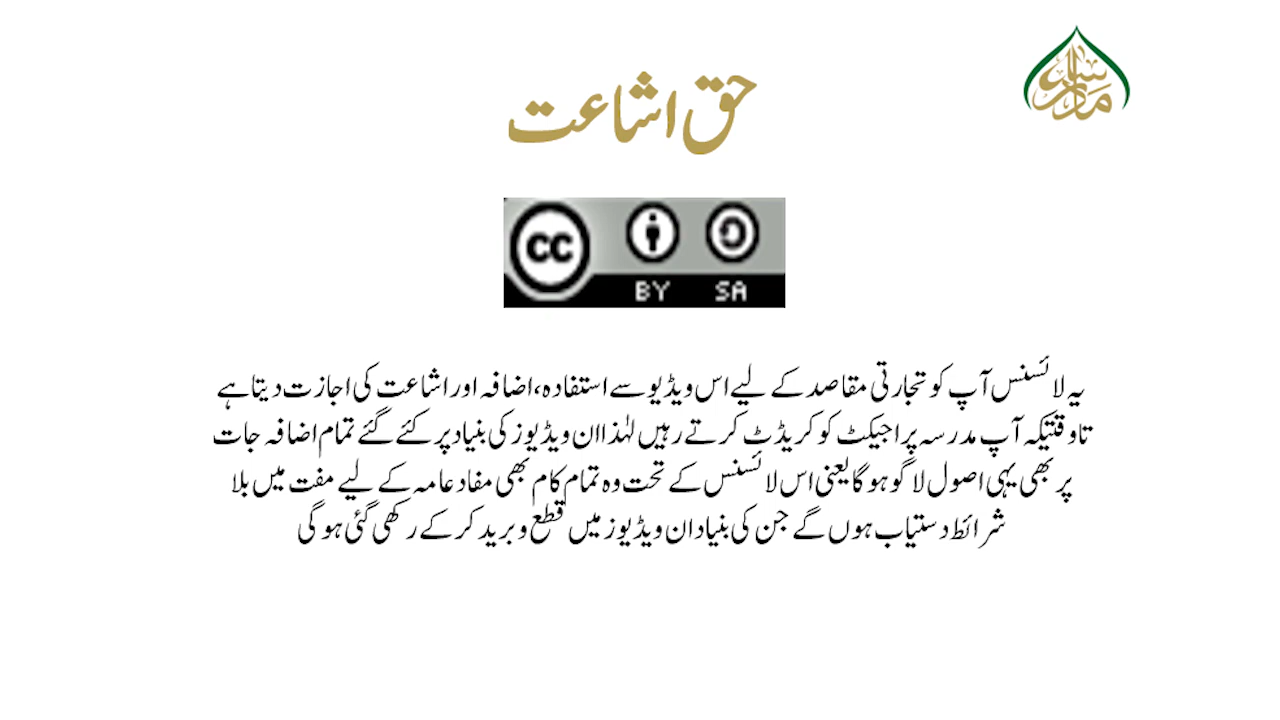 مدرسہ
حق اشاعت
CC BY SA
یہ لائسنس آپ کو تجارتی مقاصد کے لیے اس ویڈیو سے استفادہ، اضافہ اور اشاعت کی اجازت دیتا ہے
تاوقتیکہ آپ مدرسہ پراجیکٹ کو کریڈٹ کرتے رہیں لہٰذا ان ویڈیوز کی بنیاد پر کئے گئے تمام اضافہ جات
پر بھی یہی اصول لاگو ہوگا یعنی اس لائسنس کے تحت وہ تمام کام بھی مفاد عامہ کے لیے مفت میں بلا
شرائط دستیاب ہوں گے جن کی بنیاد ان ویڈیوز میں قطع و برید کر کے رکھی گئی ہوگی